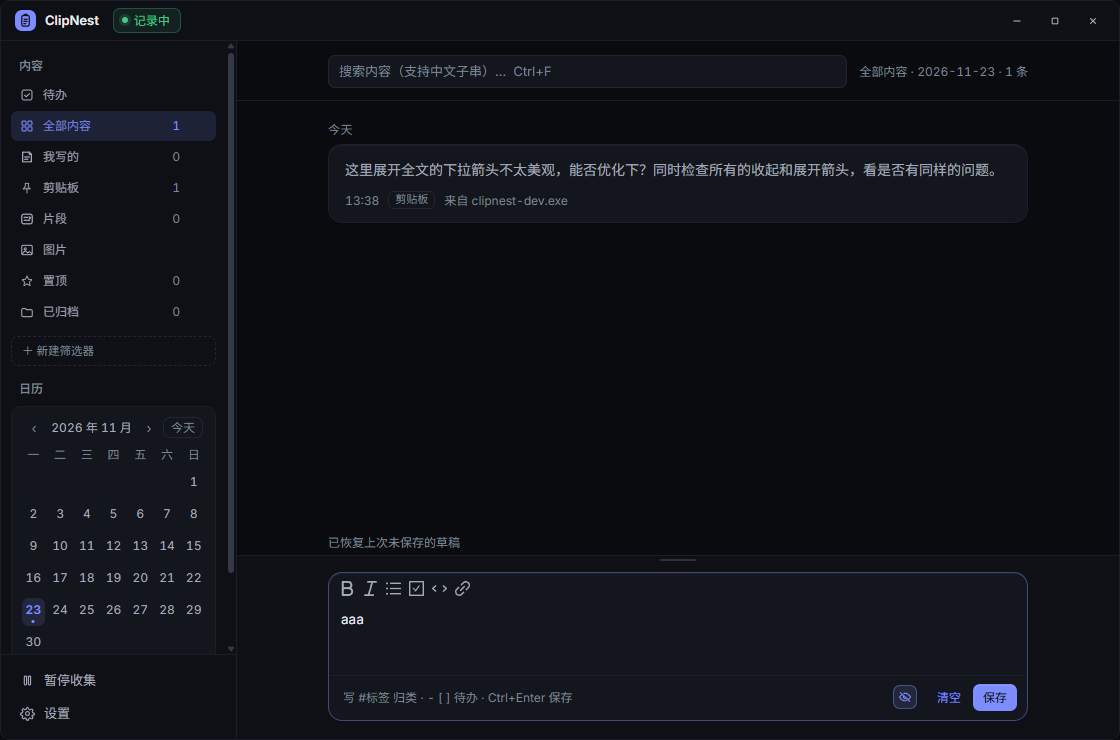 ClipNest 记录中
内容
待办
全部内容 1
我写的 0
剪贴板 1
片段 0
图片
置顶 0
已归档 0
+ 新建筛选器
日历
‹ 2026 年 11 月 › 今天
一 二 三 四 五 六 日
1
2 3 4 5 6 7 8
9 10 11 12 13 14 15
16 17 18 19 20 21 22
23 24 25 26 27 28 29
30
暂停收集
设置
搜索内容（支持中文子串）… Ctrl+F
全部内容 · 2026-11-23 · 1 条
今天
这里展开全文的下拉箭头不太美观，能否优化下？同时检查所有的收起和展开箭头，看是否有同样的问题。
13:38 剪贴板 来自 clipnest-dev.exe
已恢复上次未保存的草稿
B I
aaa
写 #标签 归类 · - [ ] 待办 · Ctrl+Enter 保存
清空 保存